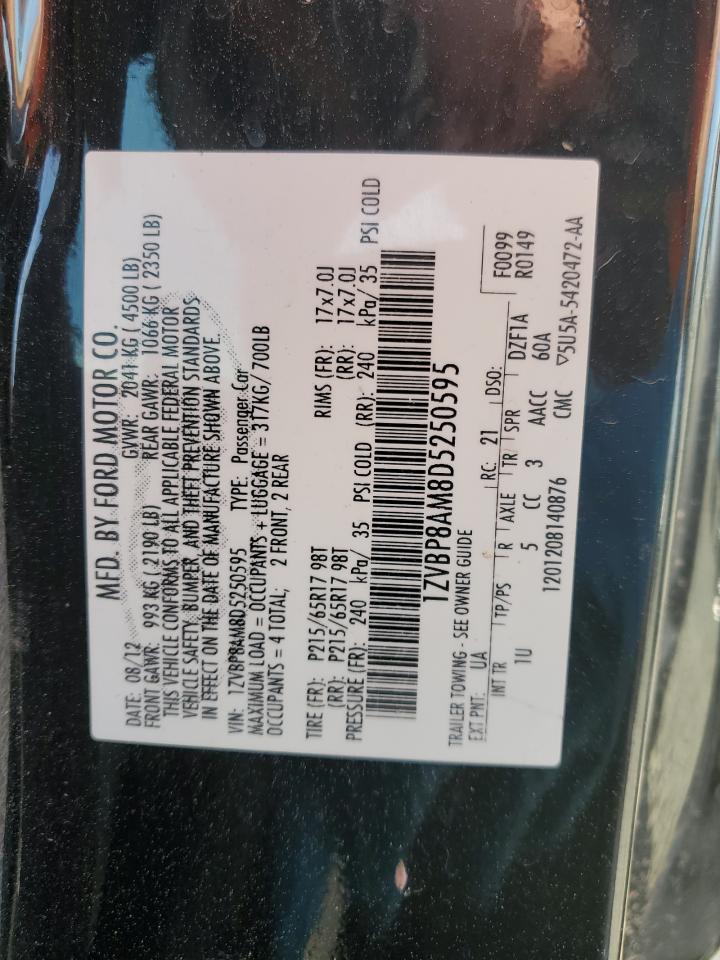 MFD. BY FORD MOTOR CO.
DATE: 08/12 GVWR: 2041 KG ( 4500 LB)
FRONT GAWR: 993 KG ( 2190 LB) REAR GAWR: 1066 KG ( 2350 LB)
THIS VEHICLE CONFORMS TO ALL APPLICABLE FEDERAL MOTOR
VEHICLE SAFETY, BUMPER, AND THEFT PREVENTION STANDARDS
IN EFFECT ON THE DATE OF MANUFACTURE SHOWN ABOVE.
VIN: 1ZVBP8AM8D5250595 TYPE: Passenger Car
MAXIMUM LOAD = OCCUPANTS + LUGGAGE = 317KG/ 700LB
OCCUPANTS = 4 TOTAL; 2 FRONT, 2 REAR
TIRE (FR): P215/65R17 98T RIMS (FR): 17x7.0J
(RR): P215/65R17 98T (RR): 17x7.0J
PRESSURE (FR): 240 kPa/ 35 PSI COLD (RR): 240 kPa/ 35 PSI COLD
1ZVBP8AM8D5250595
TRAILER TOWING - SEE OWNER GUIDE
EXT PNT: UA RC: 21 DSO: F0099
INT TR TP/PS R AXLE TR SPR DZF1A R0149
1U 5 CC 3 AACC 60A
1201208140876 CMC ▽5U5A-5420472-AA